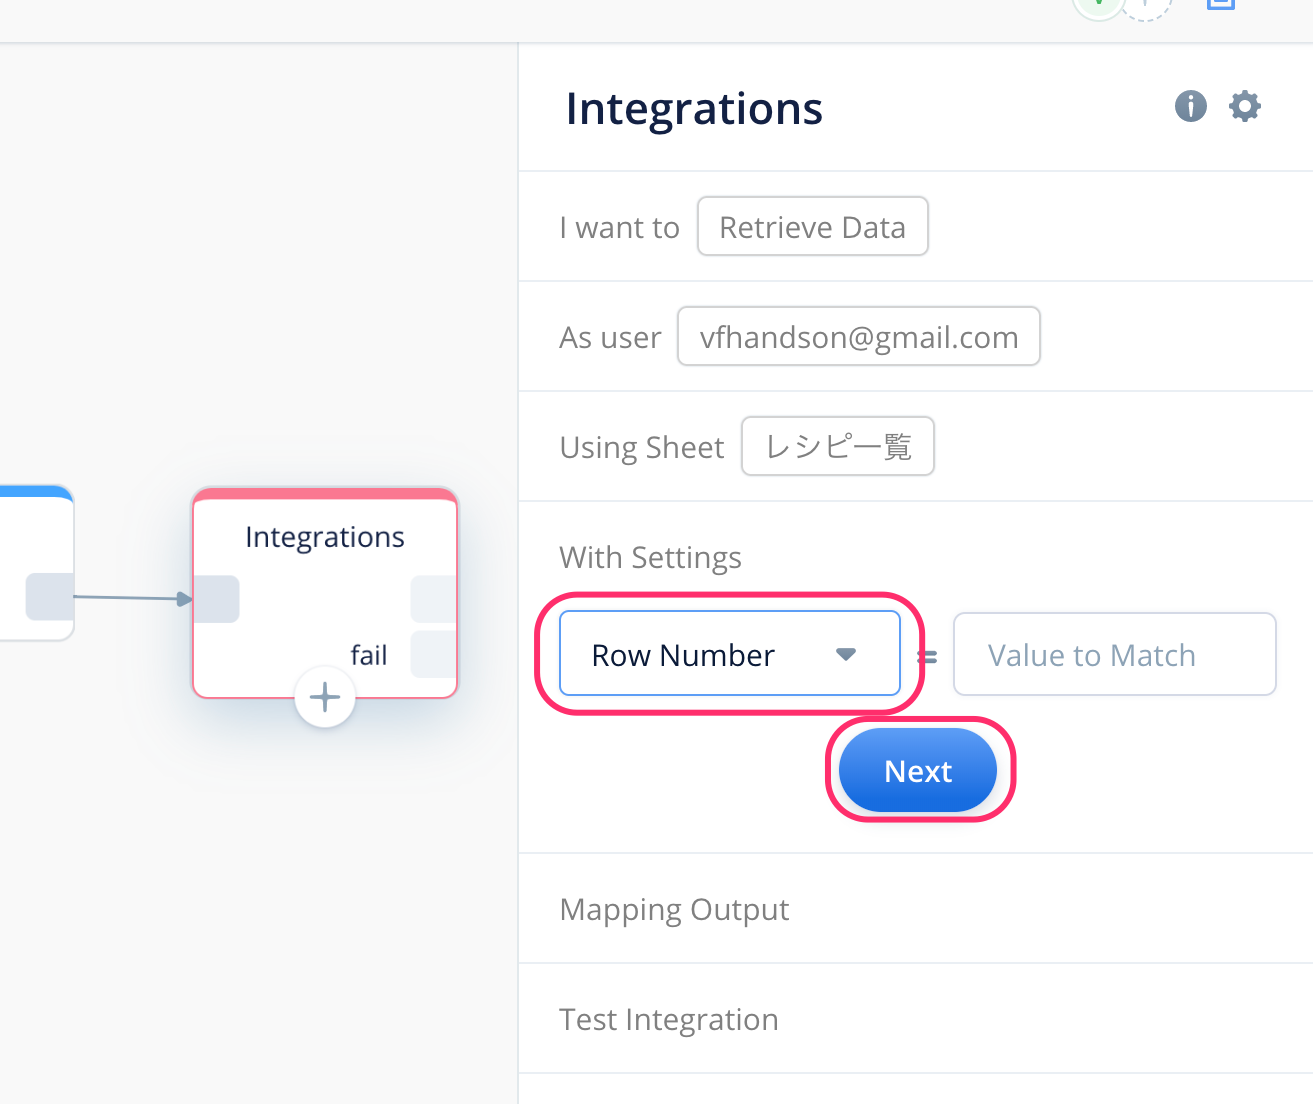 Integrations
I want to Retrieve Data
As user vfhandson@gmail.com
Using Sheet レシピ一覧
With Settings
Row Number = Value to Match
Next
Mapping Output
Test Integration
Integrations
fail